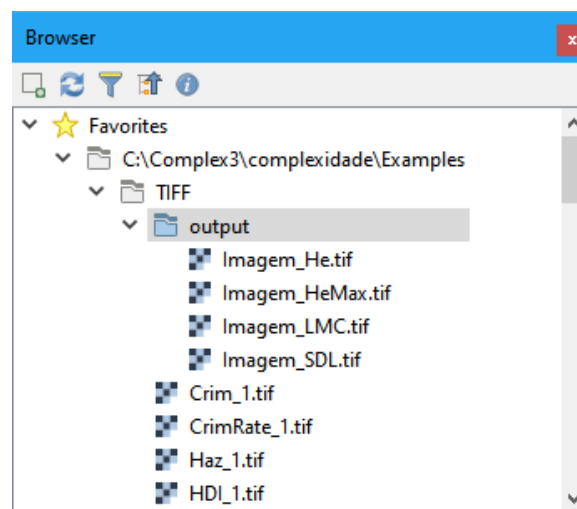 Browser
x
Favorites
C:\Complex3\complexidade\Examples
TIFF
output
Imagem_He.tif
Imagem_HeMax.tif
Imagem_LMC.tif
Imagem_SDL.tif
Crim_1.tif
CrimRate_1.tif
Haz_1.tif
HDI_1.tif